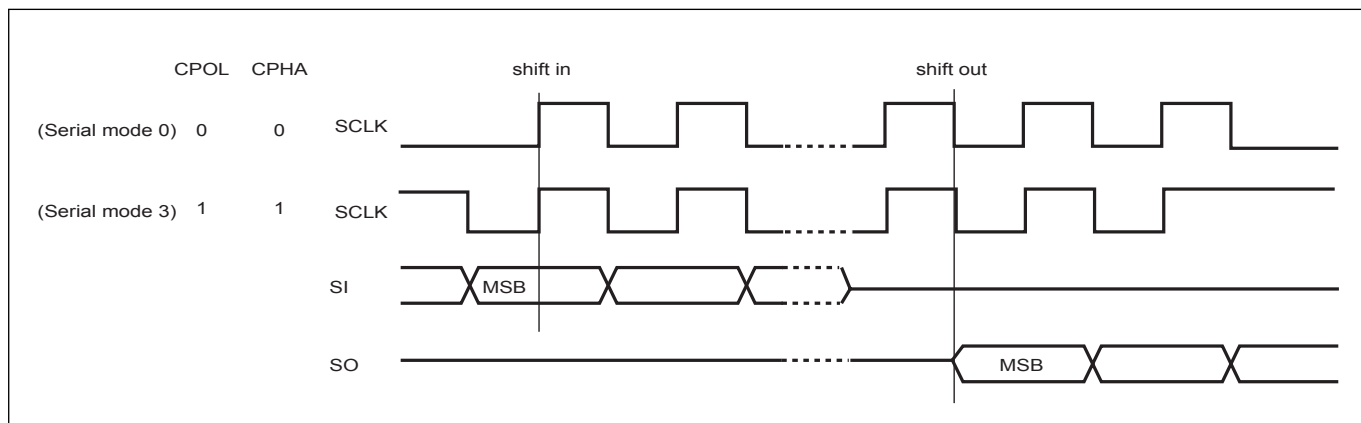 CPOL CPHA shift in shift out
(Serial mode 0) 0 0 SCLK
(Serial mode 3) 1 1 SCLK
SI MSB
SO MSB